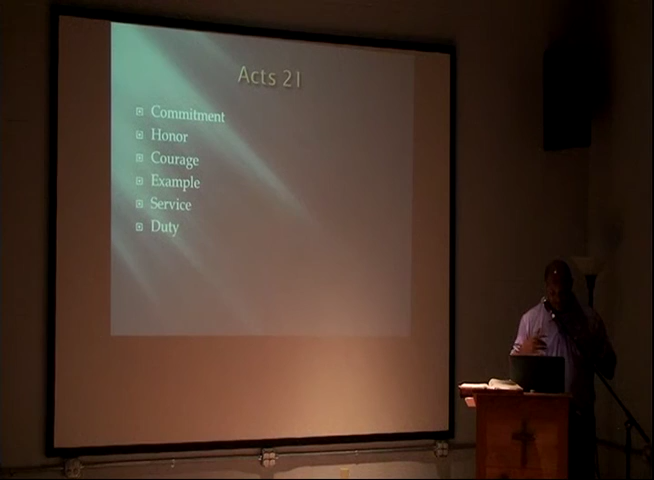 Acts 21
Commitment
Honor
Courage
Example
Service
Duty